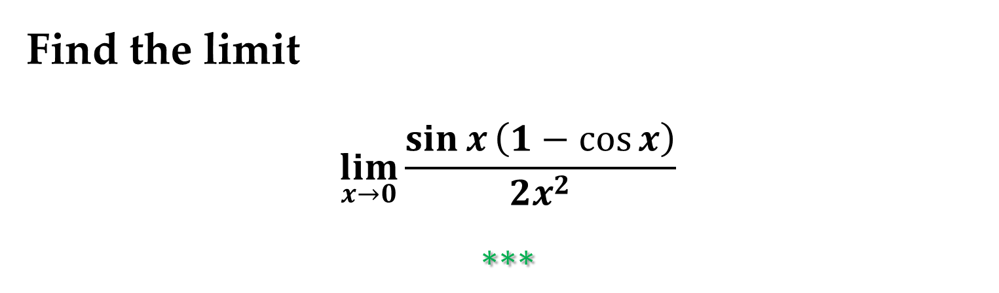 Find the limit
lim x→0 sin x (1 − cos x) / 2x²
***